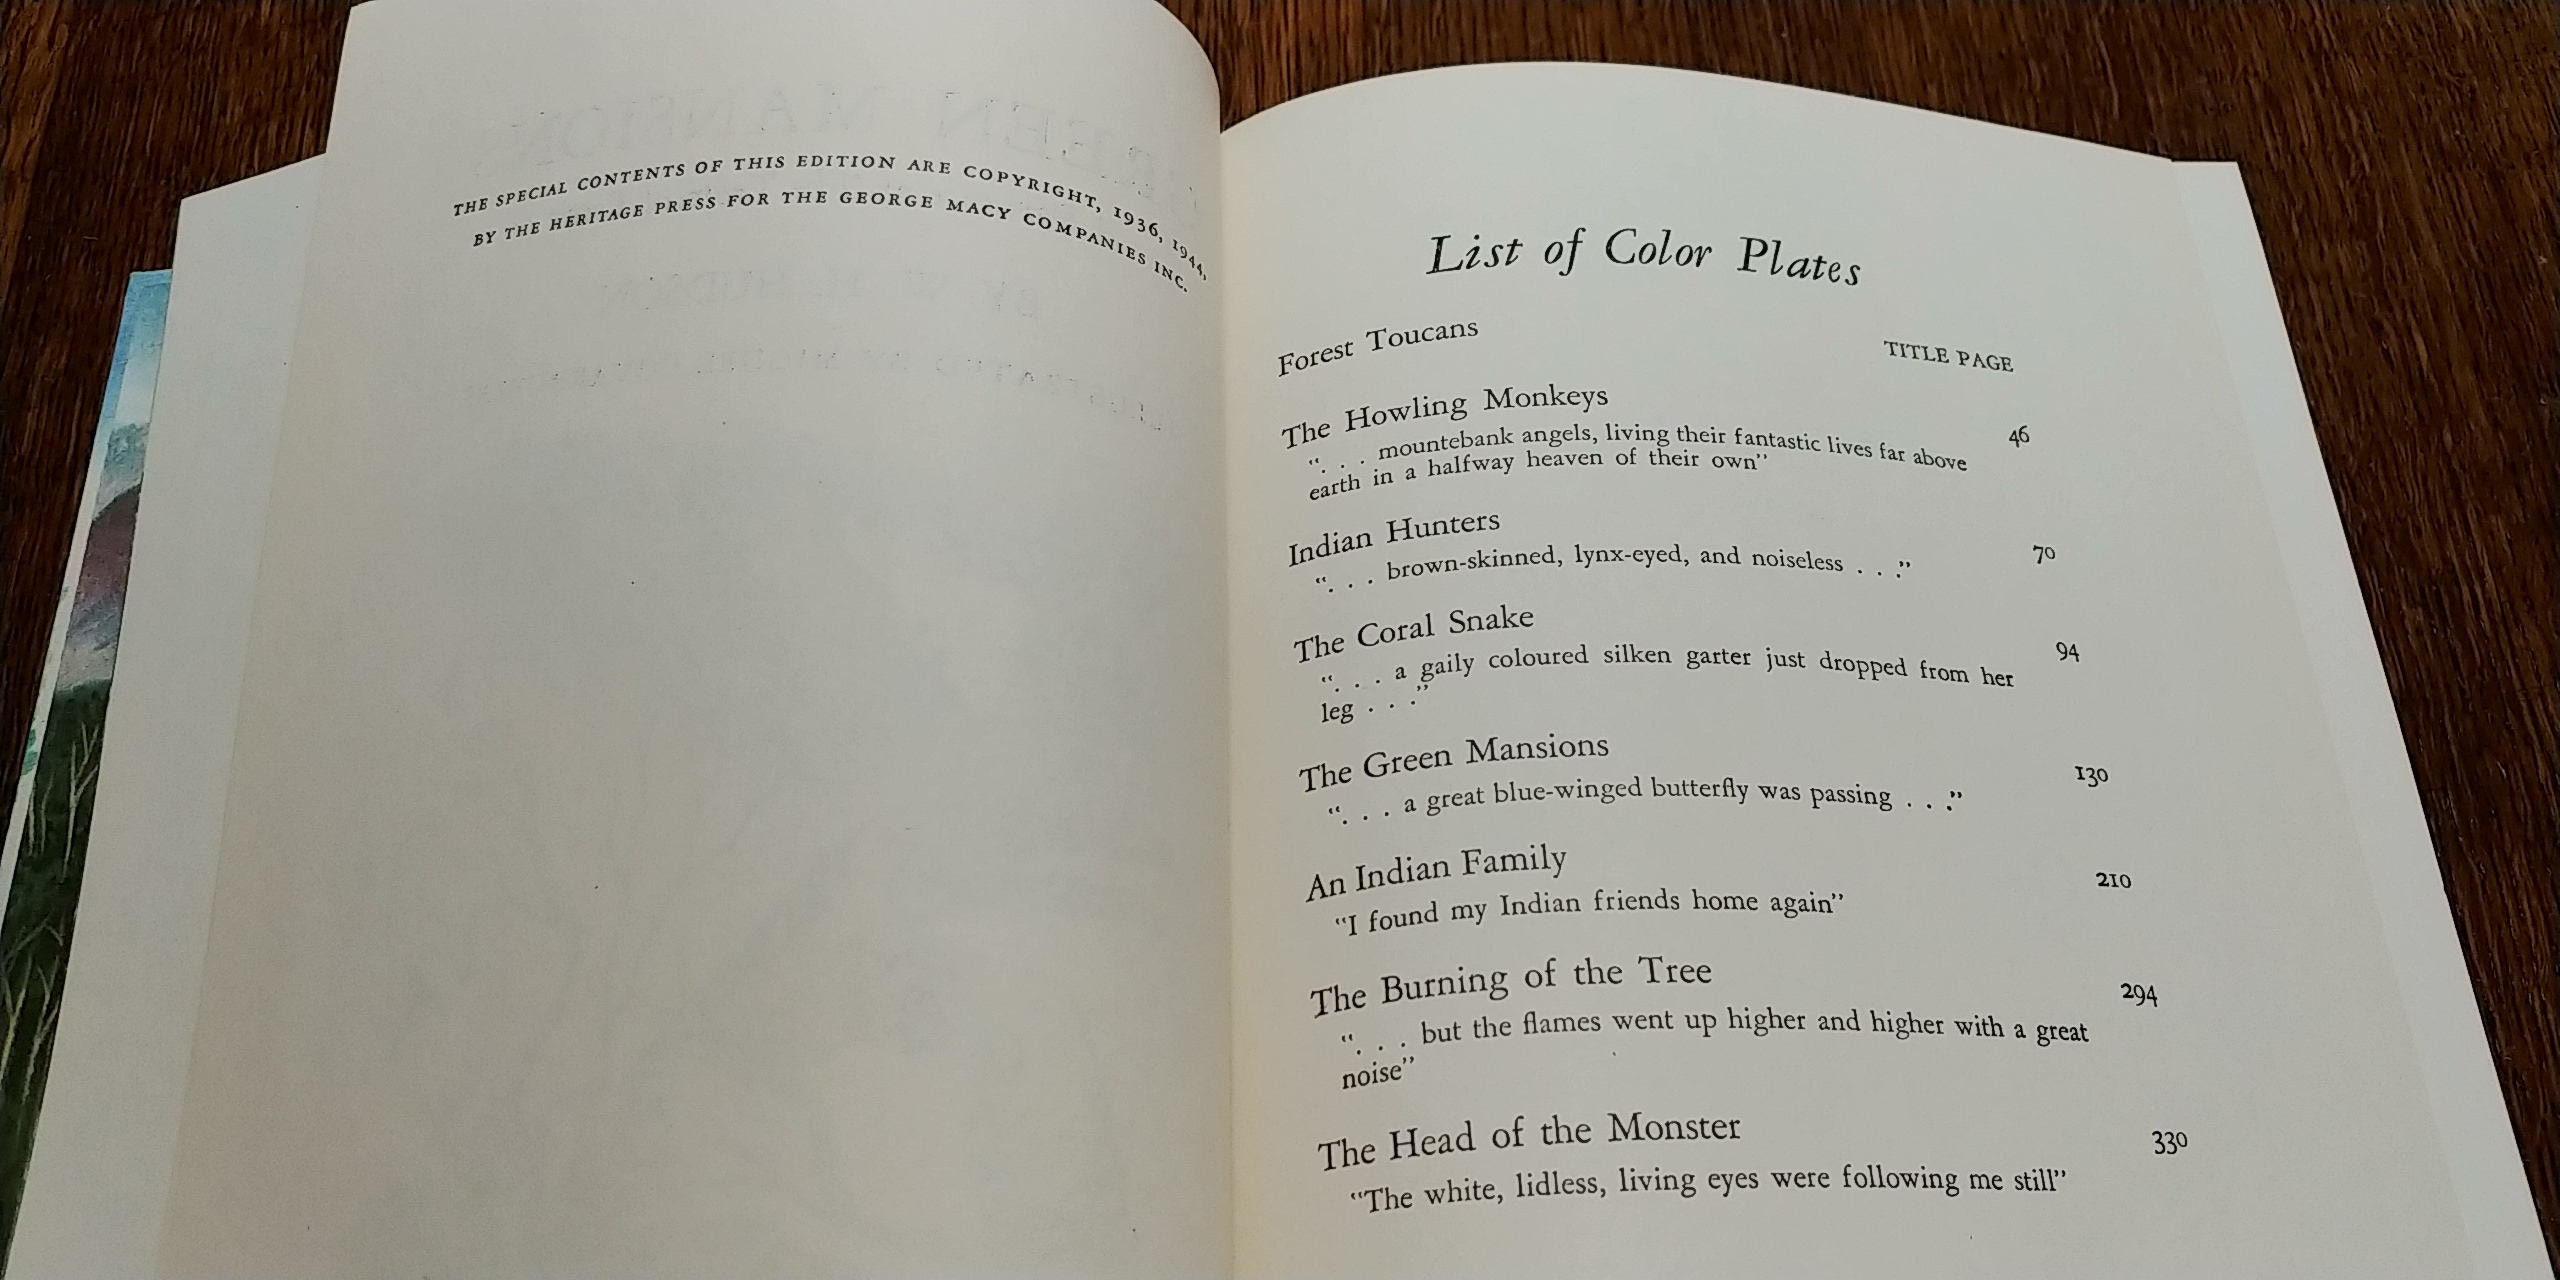 THE SPECIAL CONTENTS OF THIS EDITION ARE COPYRIGHT, 1936, 1944,
BY THE HERITAGE PRESS FOR THE GEORGE MACY COMPANIES INC.
List of Color Plates
Forest Toucans TITLE PAGE
The Howling Monkeys 46
". . . mountebank angels, living their fantastic lives far above
earth in a halfway heaven of their own"
Indian Hunters 70
". . . brown-skinned, lynx-eyed, and noiseless . . ."
The Coral Snake 94
". . . a gaily coloured silken garter just dropped from her
leg . . ."
The Green Mansions 130
". . . a great blue-winged butterfly was passing . . ."
An Indian Family 210
"I found my Indian friends home again"
The Burning of the Tree 294
". . . but the flames went up higher and higher with a great
noise"
The Head of the Monster 330
"The white, lidless, living eyes were following me still"